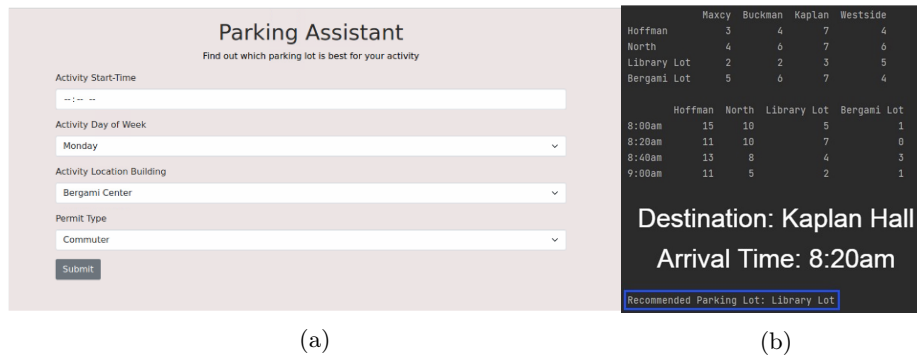 Parking Assistant
Find out which parking lot is best for your activity
Activity Start-Time
--:-- --
Activity Day of Week
Monday
Activity Location Building
Bergami Center
Permit Type
Commuter
Submit
(a)
Maxcy Buckman Kaplan Westside
Hoffman 3 4 7 4
North 4 6 7 6
Library Lot 2 2 3 5
Bergami Lot 5 6 7 4
Hoffman North Library Lot Bergami Lot
8:00am 15 10 5 1
8:20am 11 10 7 0
8:40am 13 8 4 3
9:00am 11 5 2 1
Destination: Kaplan Hall
Arrival Time: 8:20am
Recommended Parking Lot: Library Lot
(b)